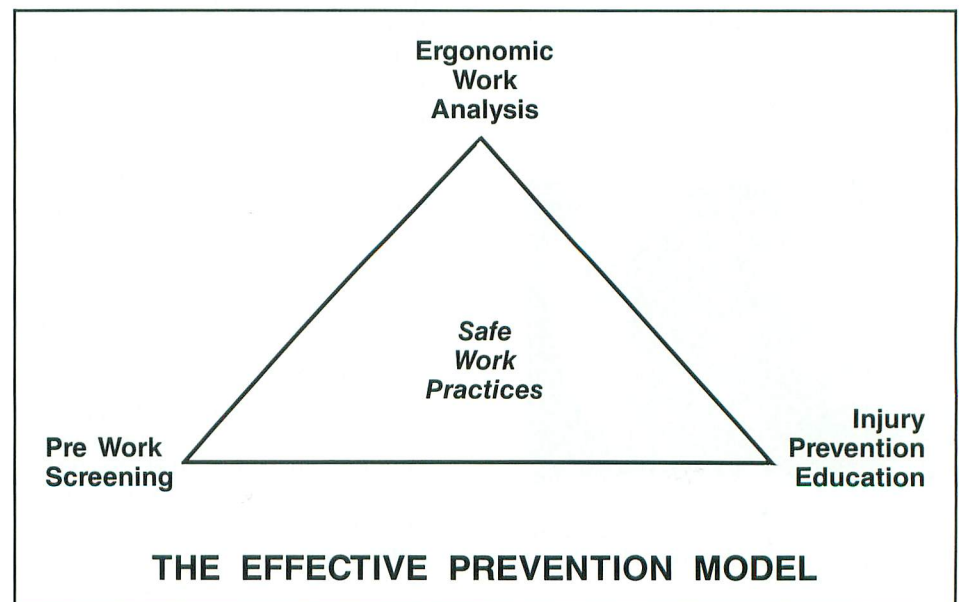 Ergonomic
Work
Analysis
Safe
Work
Practices
Pre Work
Screening
Injury
Prevention
Education
THE EFFECTIVE PREVENTION MODEL